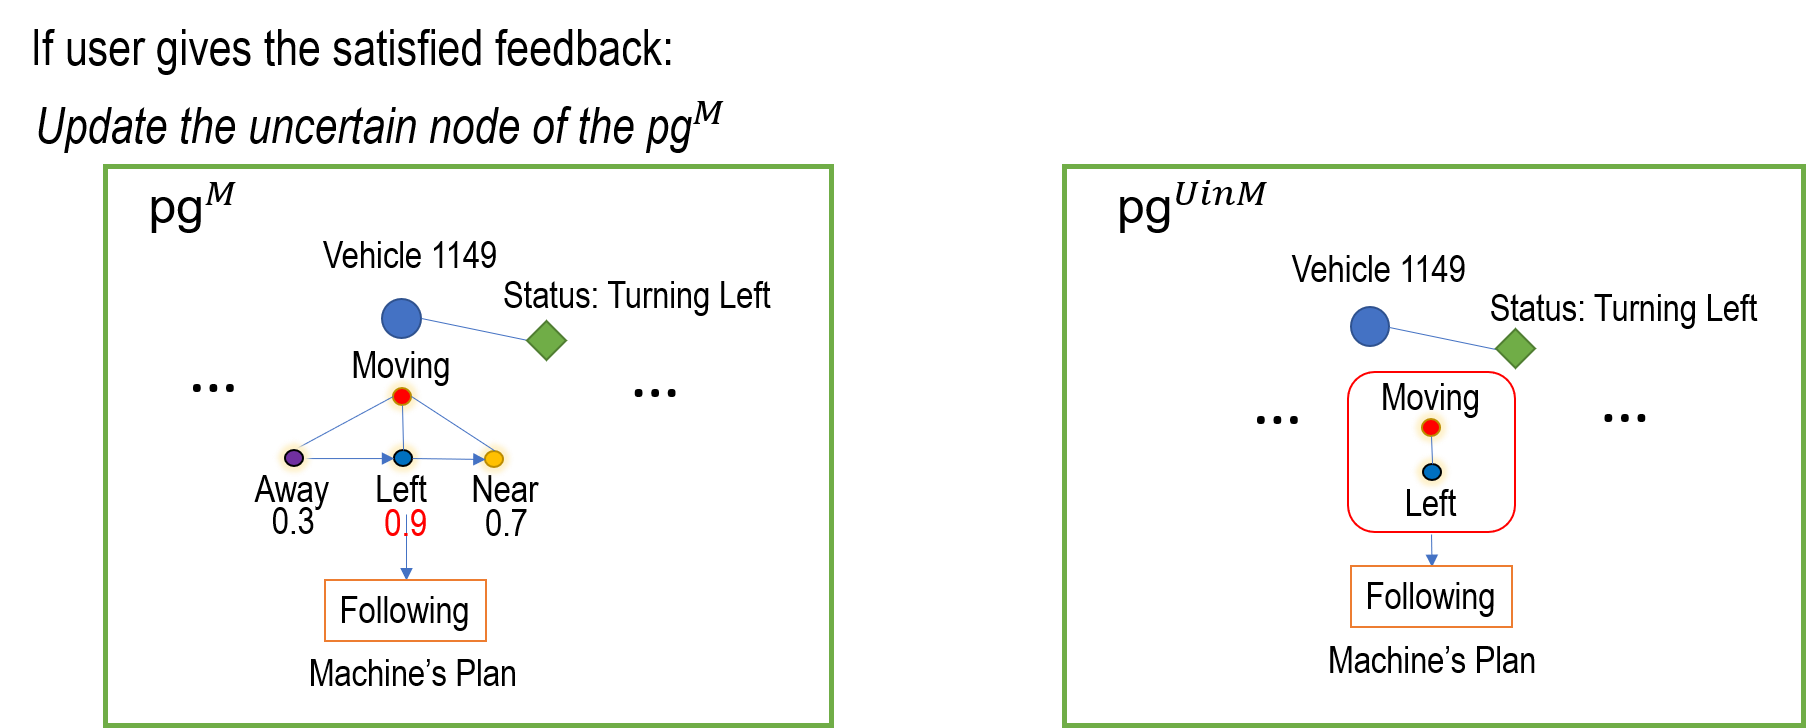 If user gives the satisfied feedback:
Update the uncertain node of the pg^M
pg^M
Vehicle 1149
Status: Turning Left
Moving
...
...
Away Left Near
0.3 0.9 0.7
Following
Machine’s Plan
pg^UinM
Vehicle 1149
Status: Turning Left
Moving
...
...
Left
Following
Machine’s Plan